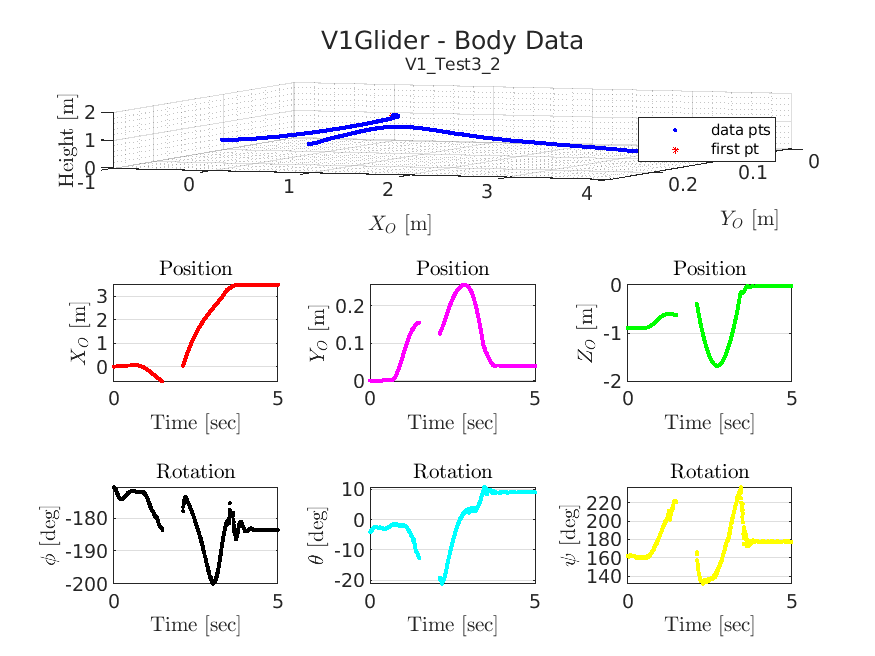 V1Glider - Body Data
V1_Test3_2
Height [m]
2
1
0
-1
0
1
2
3
4
0.2
0.1
0
X_O [m]
Y_O [m]
data pts
first pt
Position
X_O [m]
3
2
1
0
0
5
Time [sec]
Position
Y_O [m]
0.2
0.1
0
0
5
Time [sec]
Position
Z_O [m]
0
-1
-2
0
5
Time [sec]
Rotation
ϕ [deg]
-180
-190
-200
0
5
Time [sec]
Rotation
θ [deg]
10
0
-10
-20
0
5
Time [sec]
Rotation
ψ [deg]
220
200
180
160
140
0
5
Time [sec]